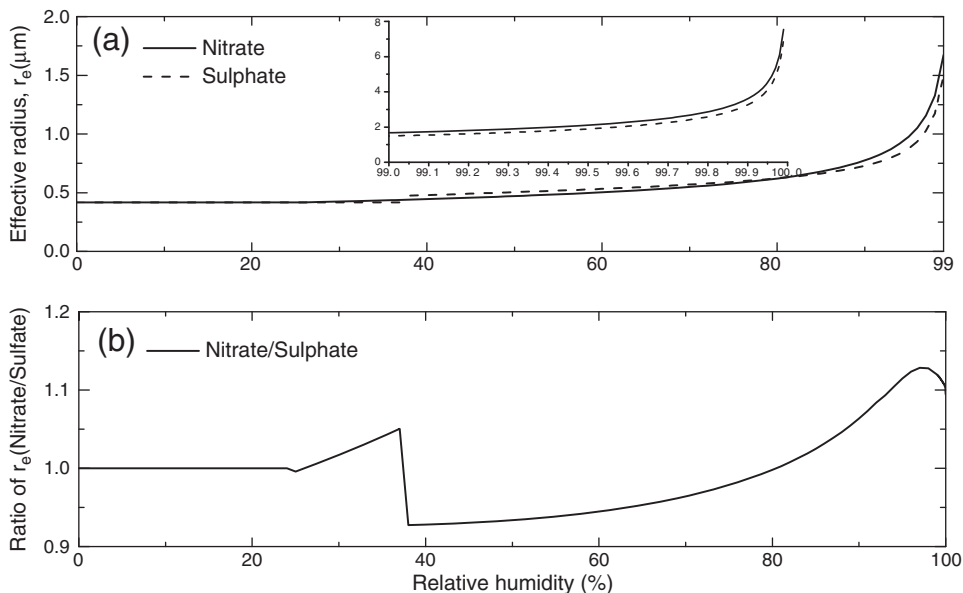 (a)
Nitrate
Sulphate
Effective radius, rₑ(μm)
2.0
1.5
1.0
0.5
0.0
0 20 40 60 80 99
8
6
4
2
0
99.0 99.1 99.2 99.3 99.4 99.5 99.6 99.7 99.8 99.9 100.0
(b)
Nitrate/Sulphate
Ratio of rₑ(Nitrate/Sulfate)
1.2
1.1
1.0
0.9
0 20 40 60 80 100
Relative humidity (%)